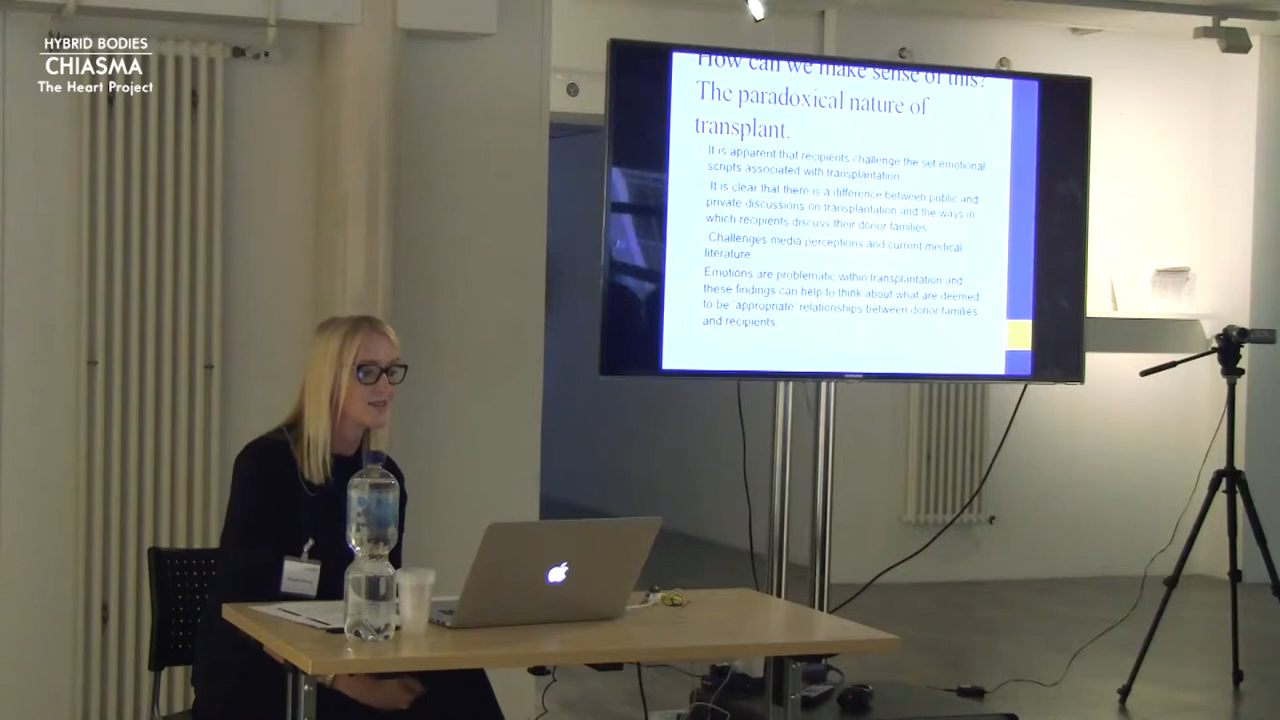 HYBRID BODIES
CHIASMA
The Heart Project
How can we make sense of this?
The paradoxical nature of
transplant.
It is apparent that recipients challenge the set emotional
scripts associated with transplantation
It is clear that there is a difference between public and
private discussions on transplantation and the ways in
which recipients discuss their donor families.
Challenges media perceptions and current medical
literature
Emotions are problematic within transplantation and
these findings can help to think about what are deemed
to be 'appropriate' relationships between donor families
and recipients.
SAMSUNG